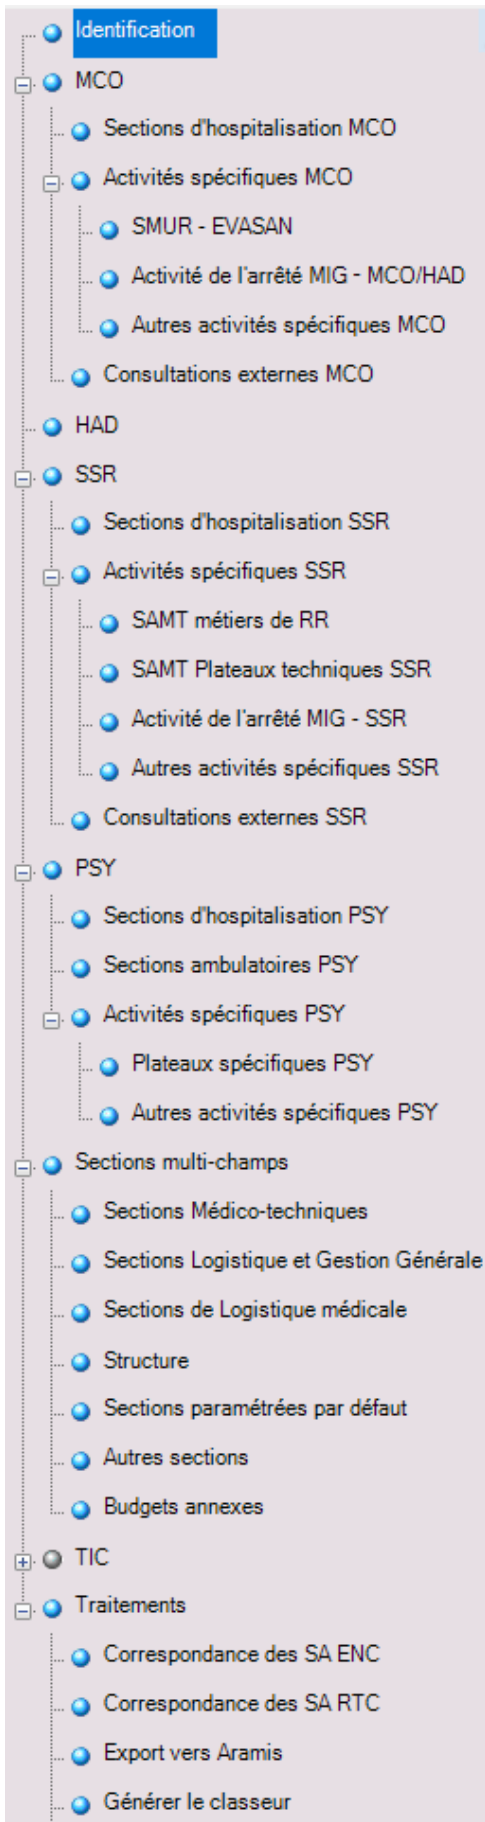 Identification
MCO
Sections d'hospitalisation MCO
Activités spécifiques MCO
SMUR - EVASAN
Activité de l'arrêté MIG - MCO/HAD
Autres activités spécifiques MCO
Consultations externes MCO
HAD
SSR
Sections d'hospitalisation SSR
Activités spécifiques SSR
SAMT métiers de RR
SAMT Plateaux techniques SSR
Activité de l'arrêté MIG - SSR
Autres activités spécifiques SSR
Consultations externes SSR
PSY
Sections d'hospitalisation PSY
Sections ambulatoires PSY
Activités spécifiques PSY
Plateaux spécifiques PSY
Autres activités spécifiques PSY
Sections multi-champs
Sections Médico-techniques
Sections Logistique et Gestion Générale
Sections de Logistique médicale
Structure
Sections paramétrées par défaut
Autres sections
Budgets annexes
TIC
Traitements
Correspondance des SA ENC
Correspondance des SA RTC
Export vers Aramis
Générer le classeur